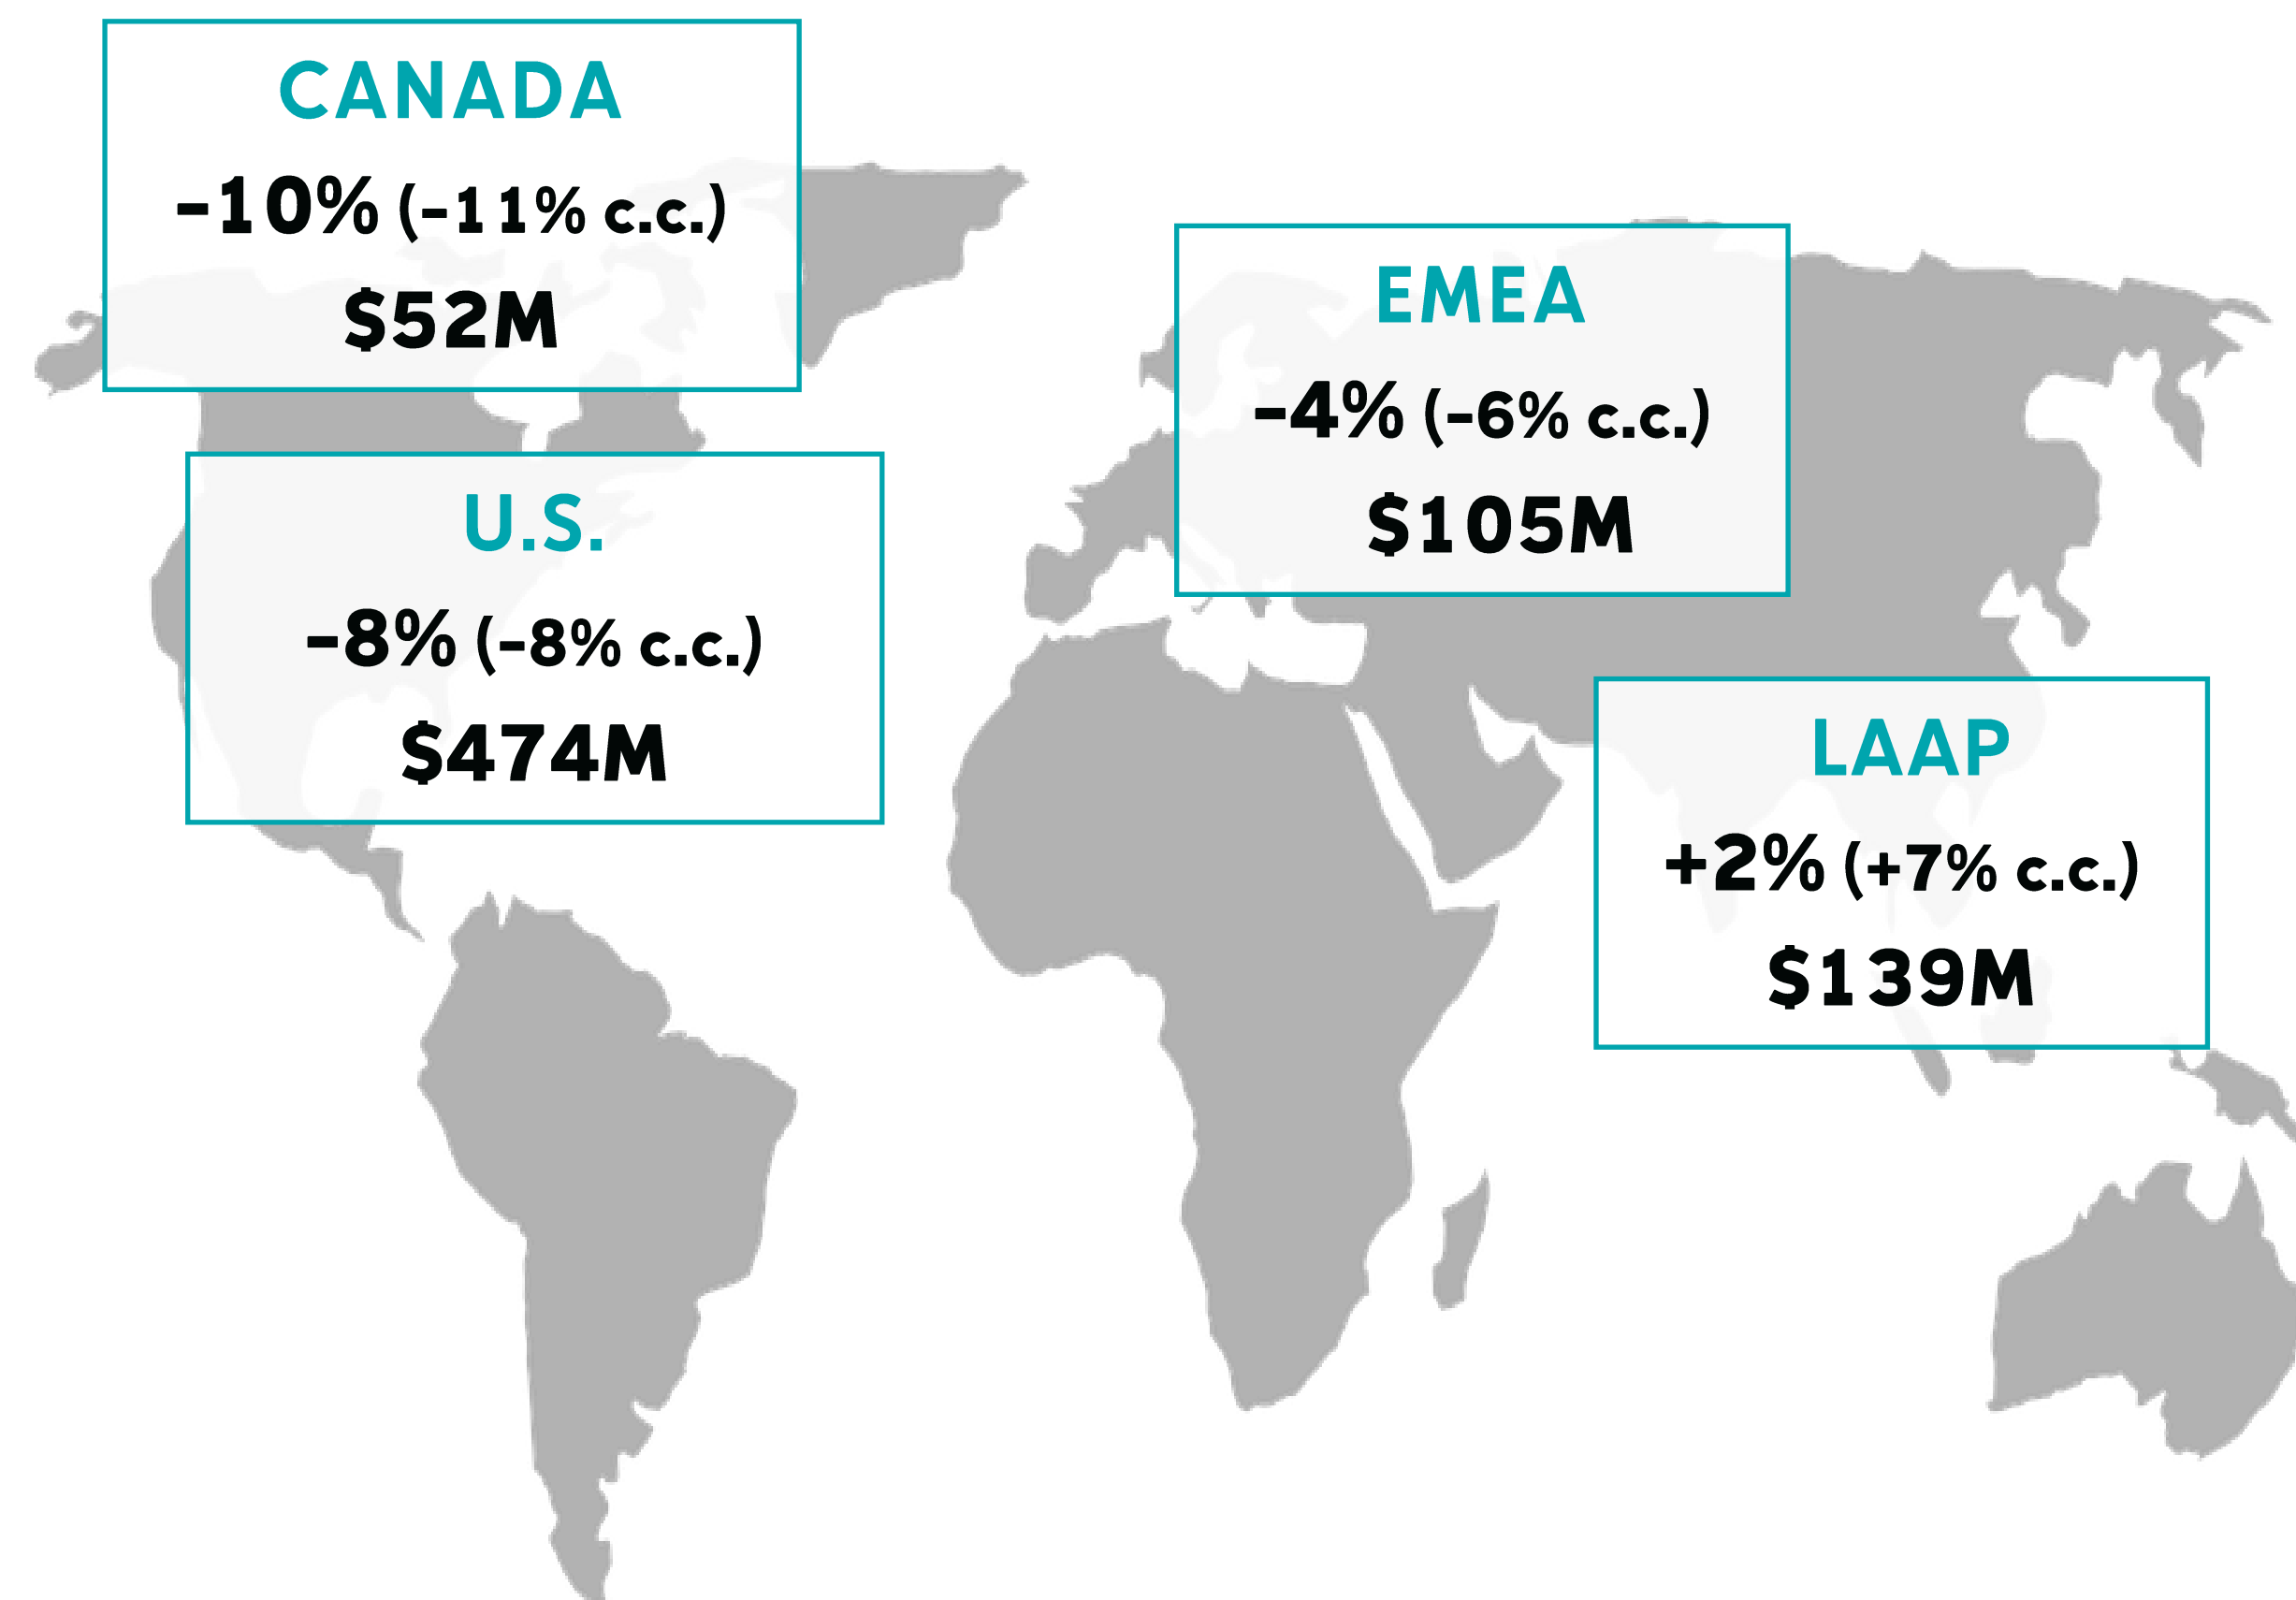 CANADA
-10% (-11% c.c.)
$52M
U.S.
-8% (-8% c.c.)
$474M
EMEA
-4% (-6% c.c.)
$105M
LAAP
+2% (+7% c.c.)
$139M